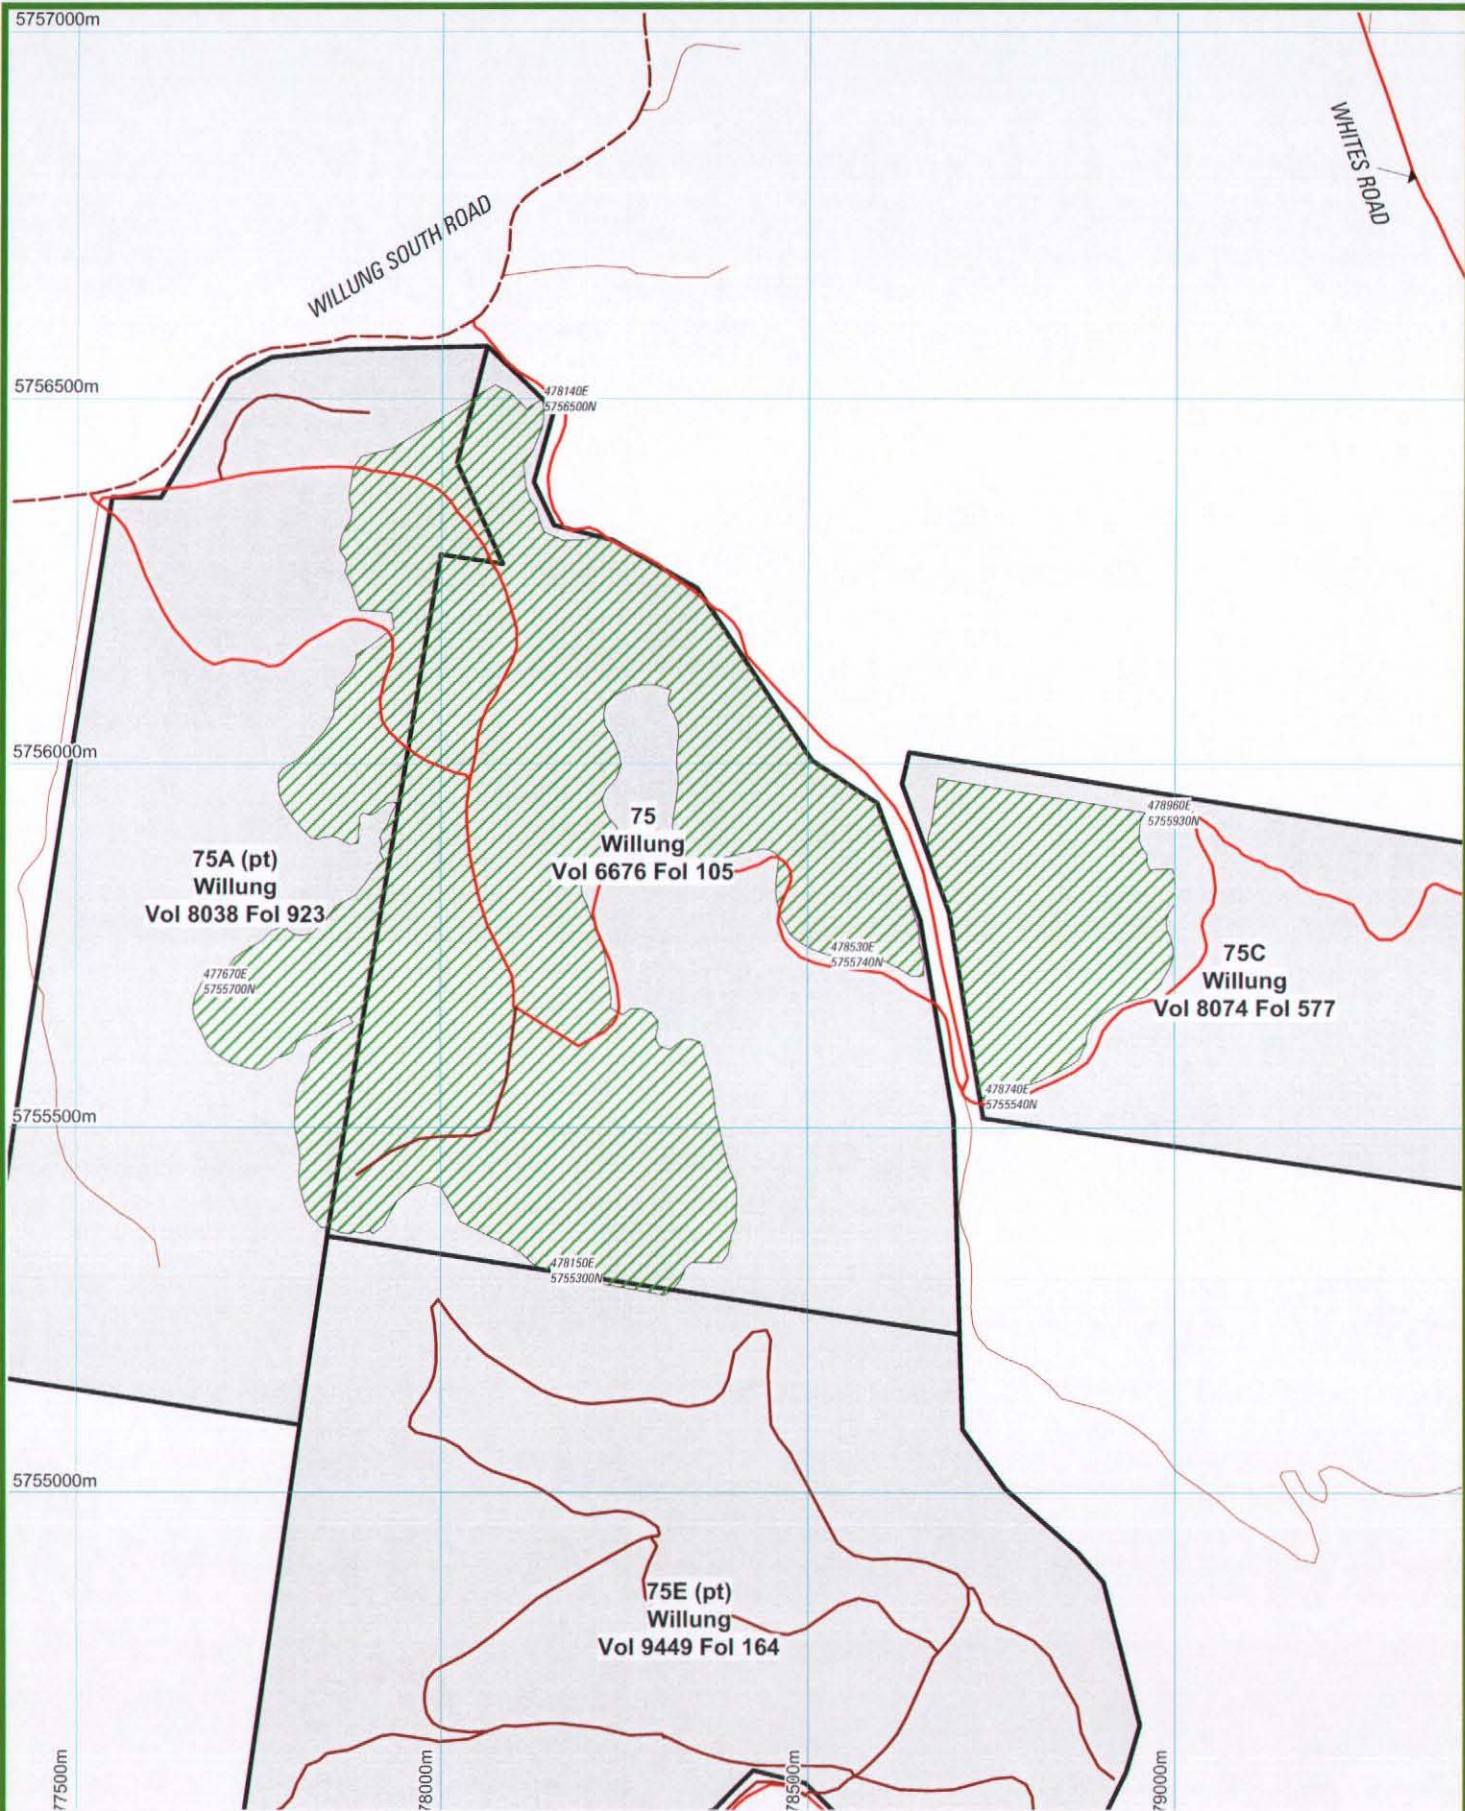 5757000m
WHITES ROAD
WILLUNG SOUTH ROAD
5756500m
478140E
5756500N
5756000m
478960E
5755930N
75
Willung
Vol 6676 Fol 105
75A (pt)
Willung
Vol 8038 Fol 923
478530E
5755740N
75C
Willung
Vol 8074 Fol 577
477670E
5755700N
478740E
5755540N
5755500m
478150E
5755300N
5755000m
75E (pt)
Willung
Vol 9449 Fol 164
77500m
78000m
78500m
79000m